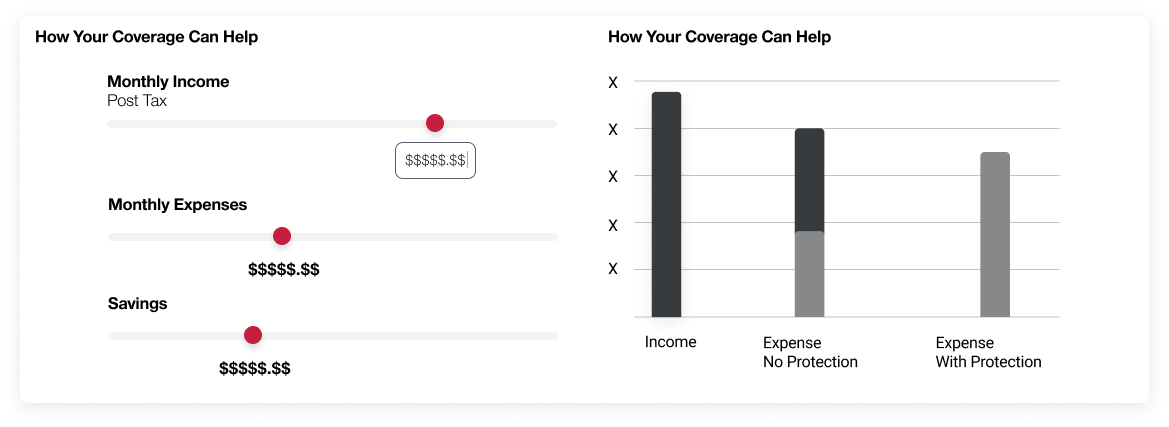 How Your Coverage Can Help
Monthly Income
Post Tax
$$$$$.$$
Monthly Expenses
$$$$$.$$
Savings
$$$$$.$$
How Your Coverage Can Help
X
X
X
X
X
Income
Expense
No Protection
Expense
With Protection